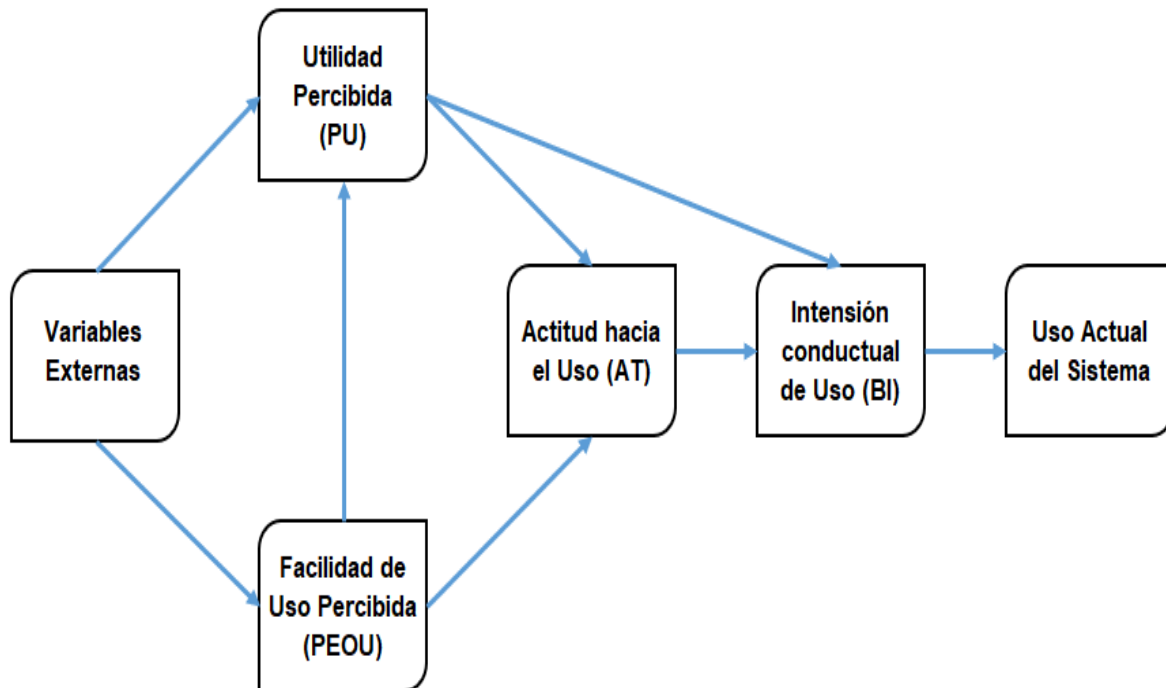 Utilidad
Percibida
(PU)
Variables
Externas
Actitud hacia
el Uso (AT)
Intensión
conductual
de Uso (BI)
Uso Actual
del Sistema
Facilidad de
Uso Percibida
(PEOU)